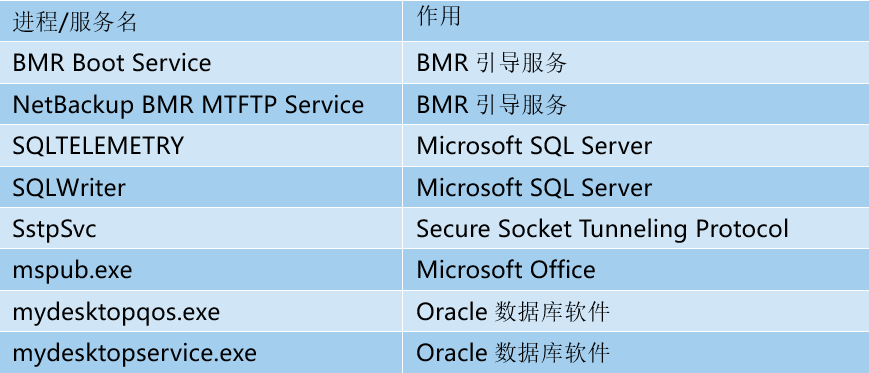 进程/服务名 作用
BMR Boot Service BMR 引导服务
NetBackup BMR MTFTP Service BMR 引导服务
SQLTELEMETRY Microsoft SQL Server
SQLWriter Microsoft SQL Server
SstpSvc Secure Socket Tunneling Protocol
mspub.exe Microsoft Office
mydesktopqos.exe Oracle 数据库软件
mydesktopservice.exe Oracle 数据库软件